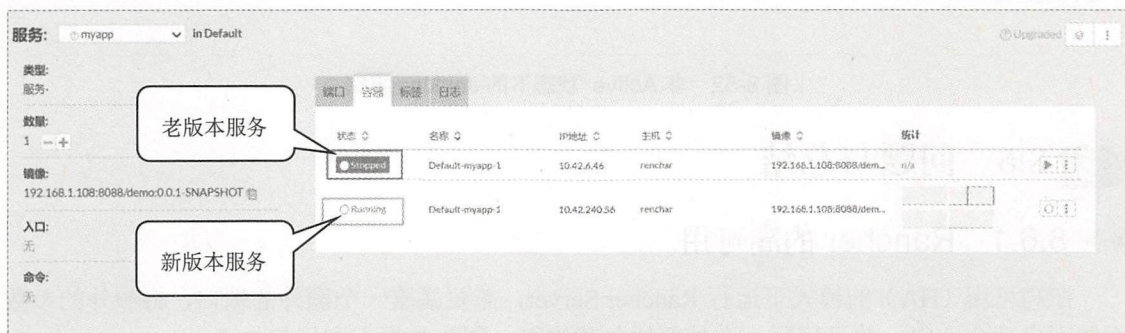 服务: myapp in Default
Upgraded
类型:
服务
数量:
1
镜像:
192.168.1.108:8088/demo:0.0.1-SNAPSHOT
入口:
无
命令:
无
老版本服务
新版本服务
端口 容器 标签 日志
状态 名称 IP地址 主机 镜像 统计
Stopped Default-myapp-1 10.42.6.46 renchar 192.168.1.108:8088/dem... n/a
Running Default-myapp-1 10.42.240.56 renchar 192.168.1.108:8088/dem...